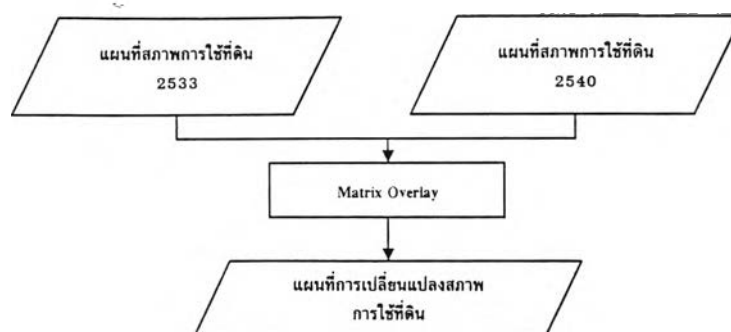 แผนที่สภาพการใช้ที่ดิน
2533
แผนที่สภาพการใช้ที่ดิน
2540
Matrix Overlay
แผนที่การเปลี่ยนแปลงสภาพ
การใช้ที่ดิน